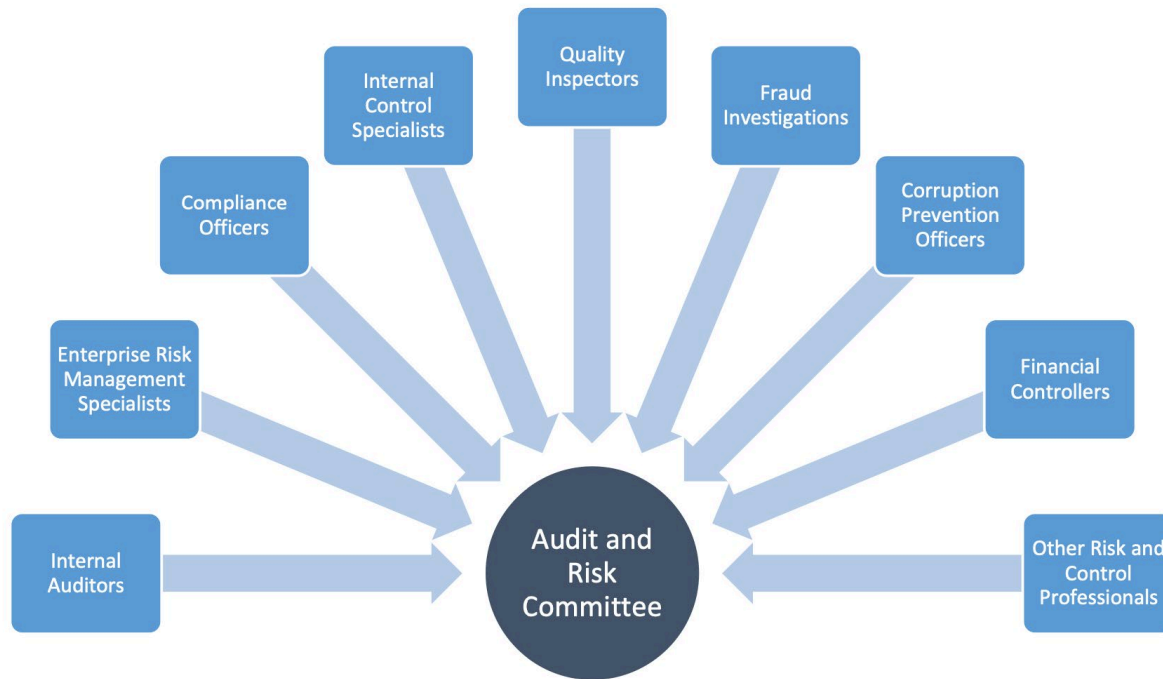 Internal
Auditors
Enterprise Risk
Management
Specialists
Compliance
Officers
Internal
Control
Specialists
Quality
Inspectors
Fraud
Investigations
Corruption
Prevention
Officers
Financial
Controllers
Other Risk and
Control
Professionals
Audit and
Risk
Committee